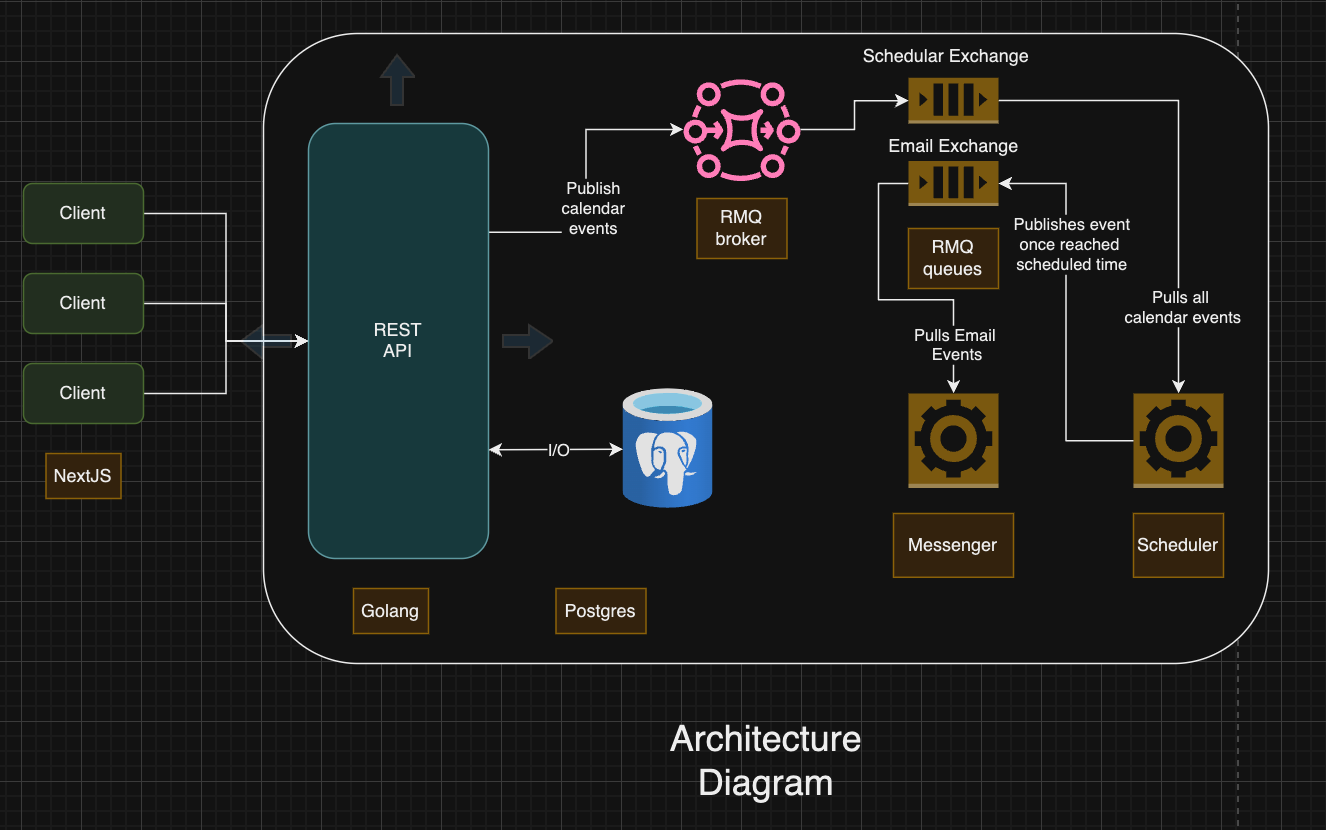 Schedular Exchange
Email Exchange
Publish
calendar
events
Client
Client
Client
NextJS
REST
API
RMQ
broker
RMQ
queues
Publishes event
once reached
scheduled time
Pulls all
calendar events
Pulls Email
Events
I/O
Messenger
Scheduler
Golang
Postgres
Architecture
Diagram